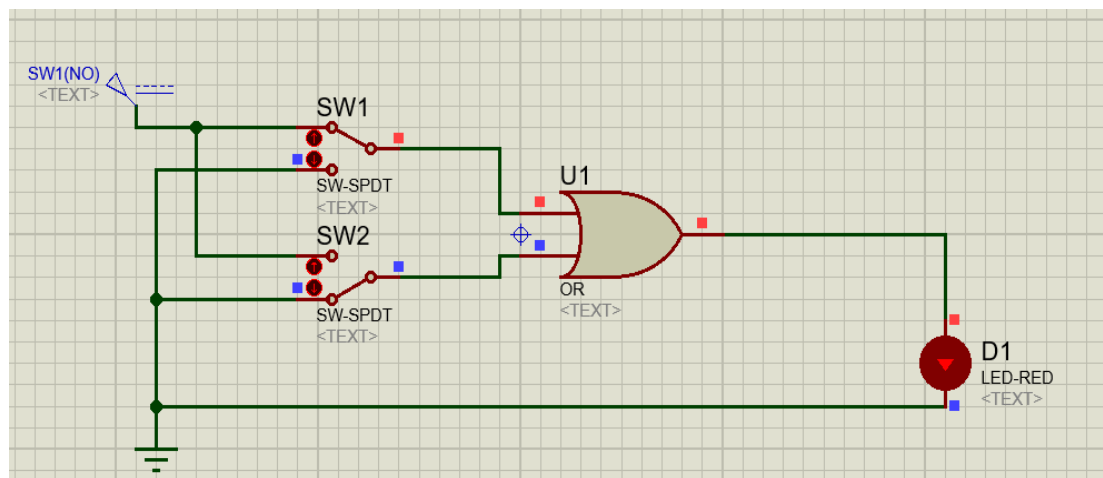 SW1(NO)
<TEXT>
SW1
SW-SPDT
<TEXT>
SW2
SW-SPDT
<TEXT>
U1
OR
<TEXT>
D1
LED-RED
<TEXT>